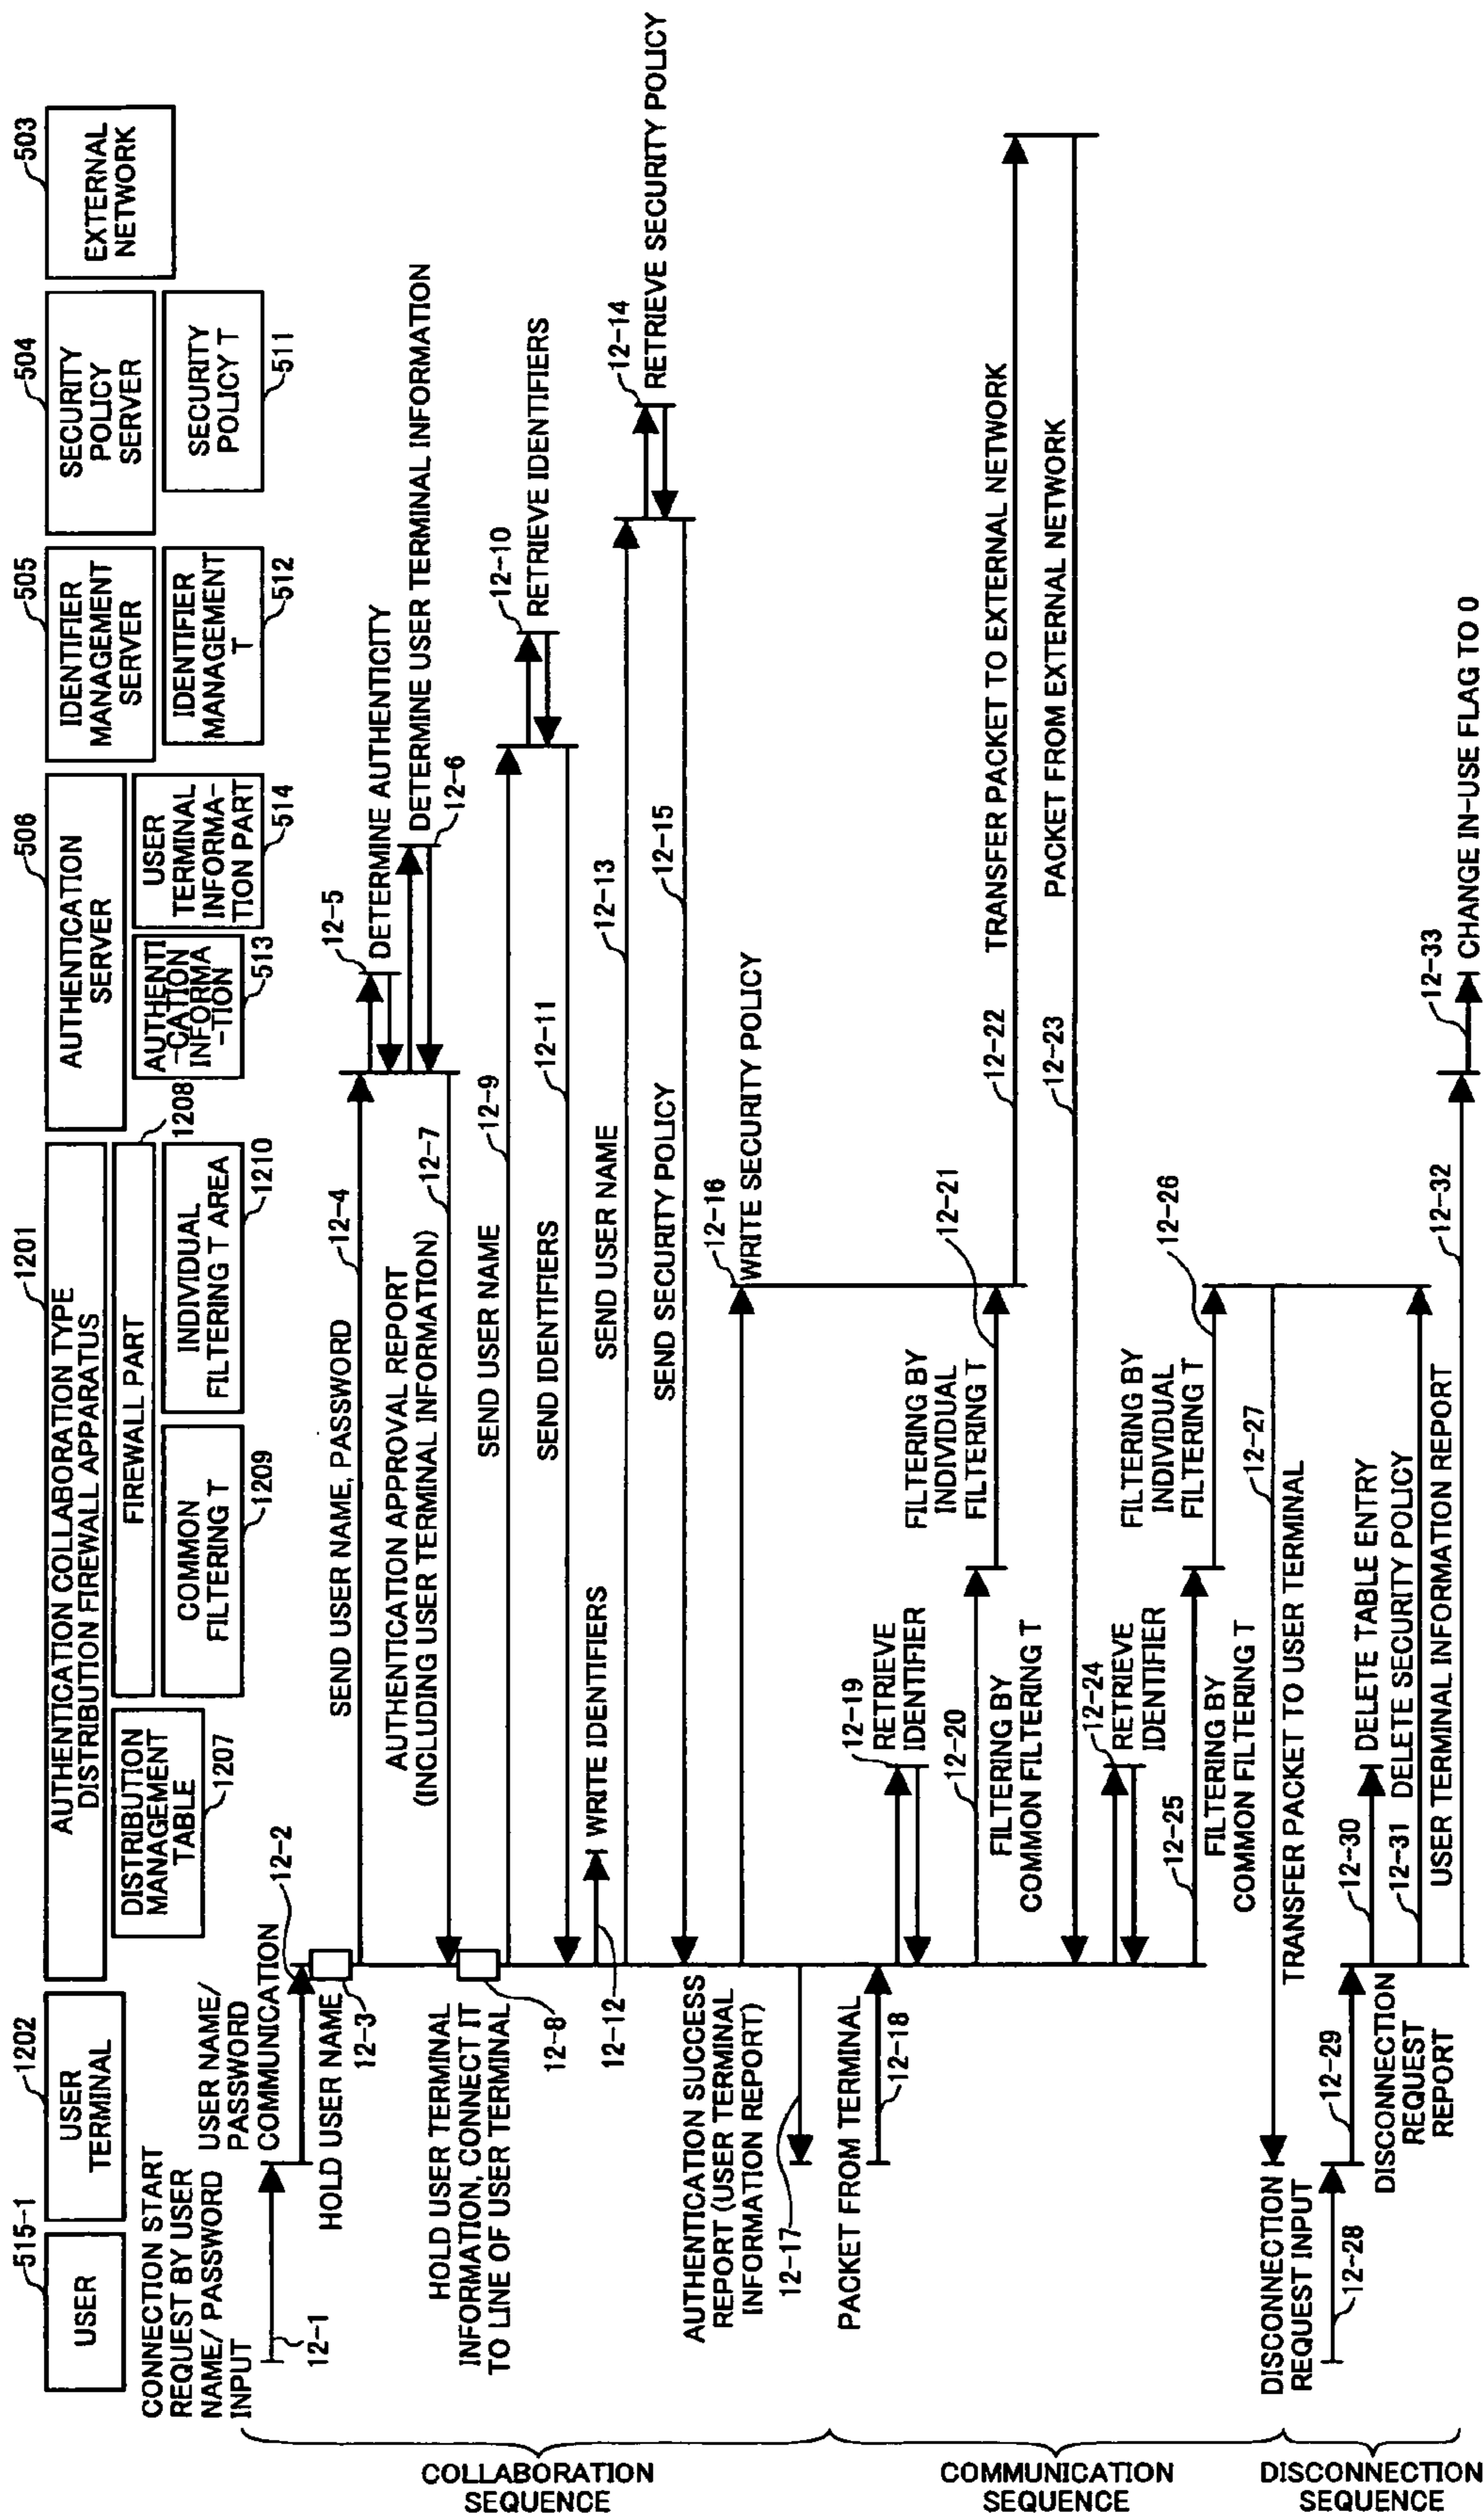 515-1
USER
1202
USER
TERMINAL
1201
AUTHENTICATION COLLABORATION TYPE
DISTRIBUTION FIREWALL APPARATUS
DISTRIBUTION
MANAGEMENT
TABLE
1207
FIREWALL PART
1208
COMMON
FILTERING T
1209
INDIVIDUAL
FILTERING T AREA
1210
506
AUTHENTICATION
SERVER
AUTHENTI
-CATION
INFORMA
-TION
513
USER
TERMINAL
INFORMA-
TION PART
514
505
IDENTIFIER
MANAGEMENT
SERVER
IDENTIFIER
MANAGEMENT
T
512
504
SECURITY
POLICY
SERVER
SECURITY
POLICY T
511
503
EXTERNAL
NETWORK
COLLABORATION
SEQUENCE
CONNECTION START
REQUEST BY USER
NAME/ PASSWORD
INPUT
12-1
USER NAME/
PASSWORD
COMMUNICATION
12-2
HOLD USER NAME
12-3
SEND USER NAME, PASSWORD
12-4
12-5
DETERMINE AUTHENTICITY
DETERMINE USER TERMINAL INFORMATION
12-6
AUTHENTICATION APPROVAL REPORT
(INCLUDING USER TERMINAL INFORMATION)
12-7
HOLD USER TERMINAL
INFORMATION, CONNECT IT
TO LINE OF USER TERMINAL
12-8
SEND USER NAME
12-9
12-10
RETRIEVE IDENTIFIERS
SEND IDENTIFIERS
12-11
WRITE IDENTIFIERS
12-12
SEND USER NAME
12-13
12-14
RETRIEVE SECURITY POLICY
SEND SECURITY POLICY
12-15
12-16
WRITE SECURITY POLICY
AUTHENTICATION SUCCESS
REPORT (USER TERMINAL
INFORMATION REPORT)
12-17
COMMUNICATION
SEQUENCE
PACKET FROM TERMINAL
12-18
12-19
RETRIEVE
IDENTIFIER
12-20
FILTERING BY
COMMON FILTERING T
FILTERING BY
INDIVIDUAL
FILTERING T
12-21
12-22
TRANSFER PACKET TO EXTERNAL NETWORK
12-23
PACKET FROM EXTERNAL NETWORK
12-24
RETRIEVE
IDENTIFIER
12-25
FILTERING BY
COMMON FILTERING T
FILTERING BY
INDIVIDUAL
FILTERING T
12-26
12-27
TRANSFER PACKET TO USER TERMINAL
DISCONNECTION
SEQUENCE
DISCONNECTION
REQUEST INPUT
12-28
12-29
DISCONNECTION
REQUEST
REPORT
12-30
DELETE TABLE ENTRY
12-31
DELETE SECURITY POLICY
USER TERMINAL INFORMATION REPORT
12-32
12-33
CHANGE IN-USE FLAG TO 0